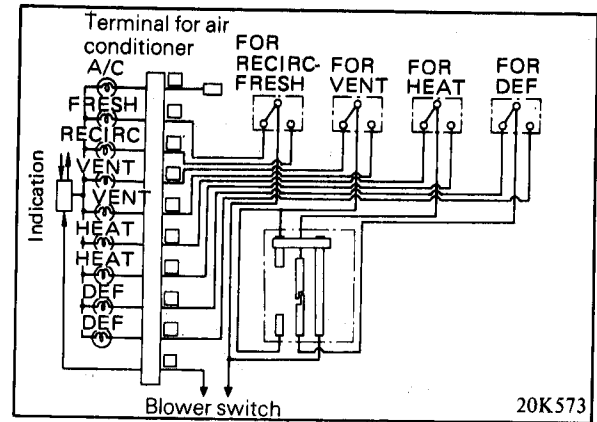 Terminal for air
conditioner
A/C
FRESH
RECIRC
VENT
VENT
HEAT
HEAT
DEF
DEF
Indication
FOR
RECIRC-
FRESH
FOR
VENT
FOR
HEAT
FOR
DEF
Blower switch
20K573